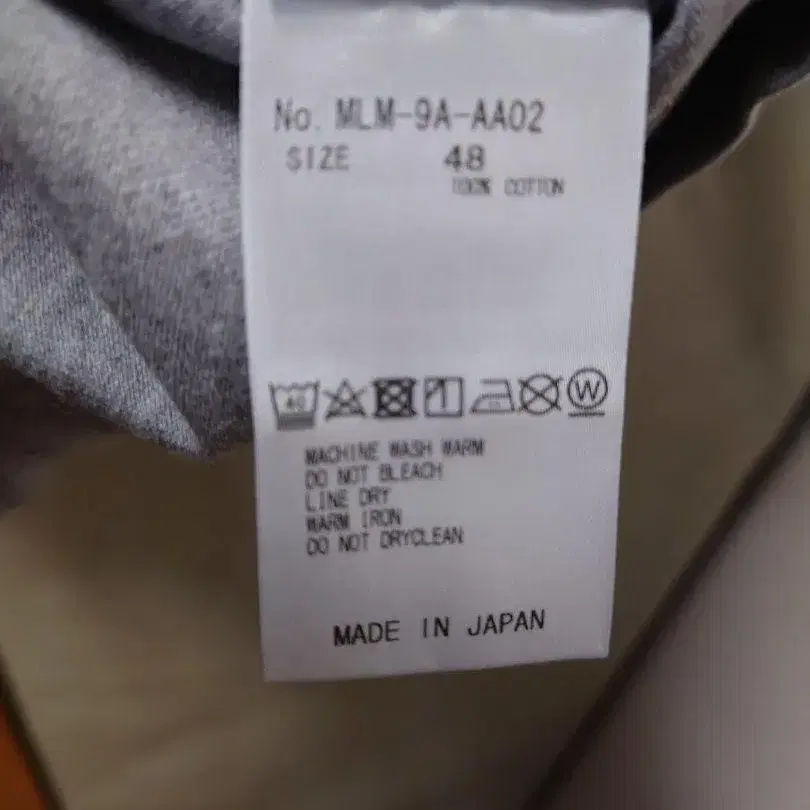 No. MLM-9A-AA02
SIZE 48
100% COTTON
40
W
MACHINE WASH WARM
DO NOT BLEACH
LINE DRY
WARM IRON
DO NOT DRYCLEAN
MADE IN JAPAN